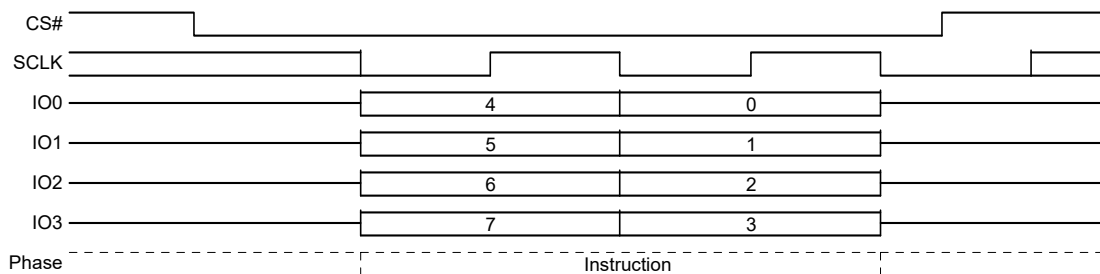 CS#
SCLK
IO0 4 0
IO1 5 1
IO2 6 2
IO3 7 3
Phase Instruction